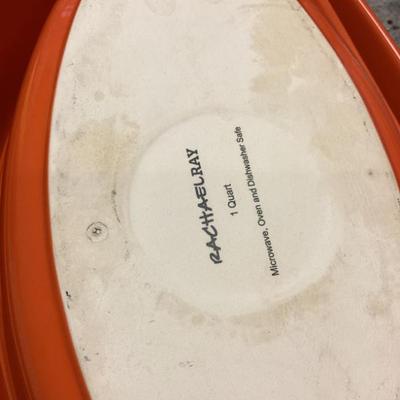 RACHAELRAY
1 Quart
Microwave, Oven and Dishwasher Safe